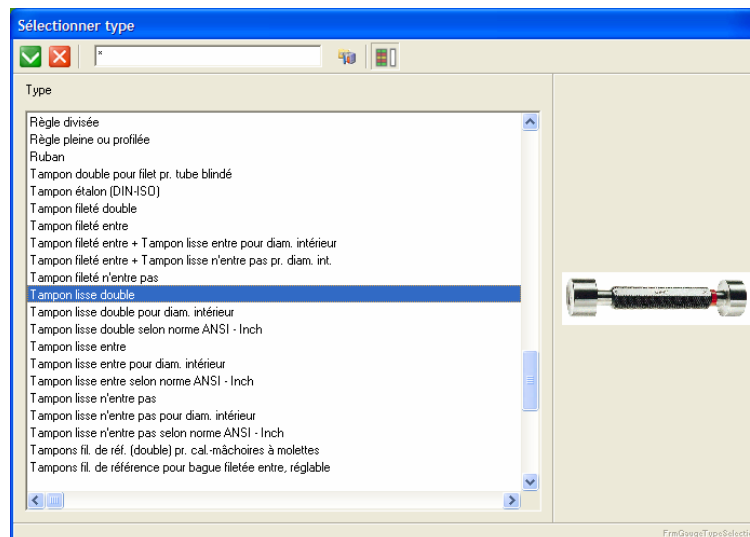 Sélectionner type
*
Type
Règle divisée
Règle pleine ou profilée
Ruban
Tampon double pour filet pr. tube blindé
Tampon étalon (DIN-ISO)
Tampon fileté double
Tampon fileté entre
Tampon fileté entre + Tampon lisse entre pour diam. intérieur
Tampon fileté entre + Tampon lisse n'entre pas pr. diam. int.
Tampon fileté n'entre pas
Tampon lisse double
Tampon lisse double pour diam. intérieur
Tampon lisse double selon norme ANSI - Inch
Tampon lisse entre
Tampon lisse entre pour diam. intérieur
Tampon lisse entre selon norme ANSI - Inch
Tampon lisse n'entre pas
Tampon lisse n'entre pas pour diam. intérieur
Tampon lisse n'entre pas selon norme ANSI - Inch
Tampons fil. de réf. (double) pr. cal.-mâchoires à molettes
Tampons fil. de référence pour bague filetée entre, réglable
FrmGaugeTypeSelectio